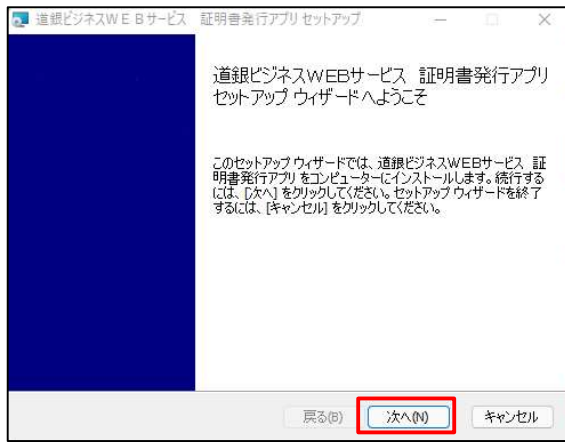 道銀ビジネスＷＥＢサービス　証明書発行アプリ セットアップ
道銀ビジネスＷＥＢサービス　証明書発行アプリ
セットアップ ウィザードへようこそ
このセットアップ ウィザードでは、道銀ビジネスＷＥＢサービス　証
明書発行アプリ をコンピューターにインストールします。続行する
には、[次へ] をクリックしてください。セットアップ ウィザードを終了
するには、[キャンセル] をクリックしてください。
戻る(B)
次へ(N)
キャンセル